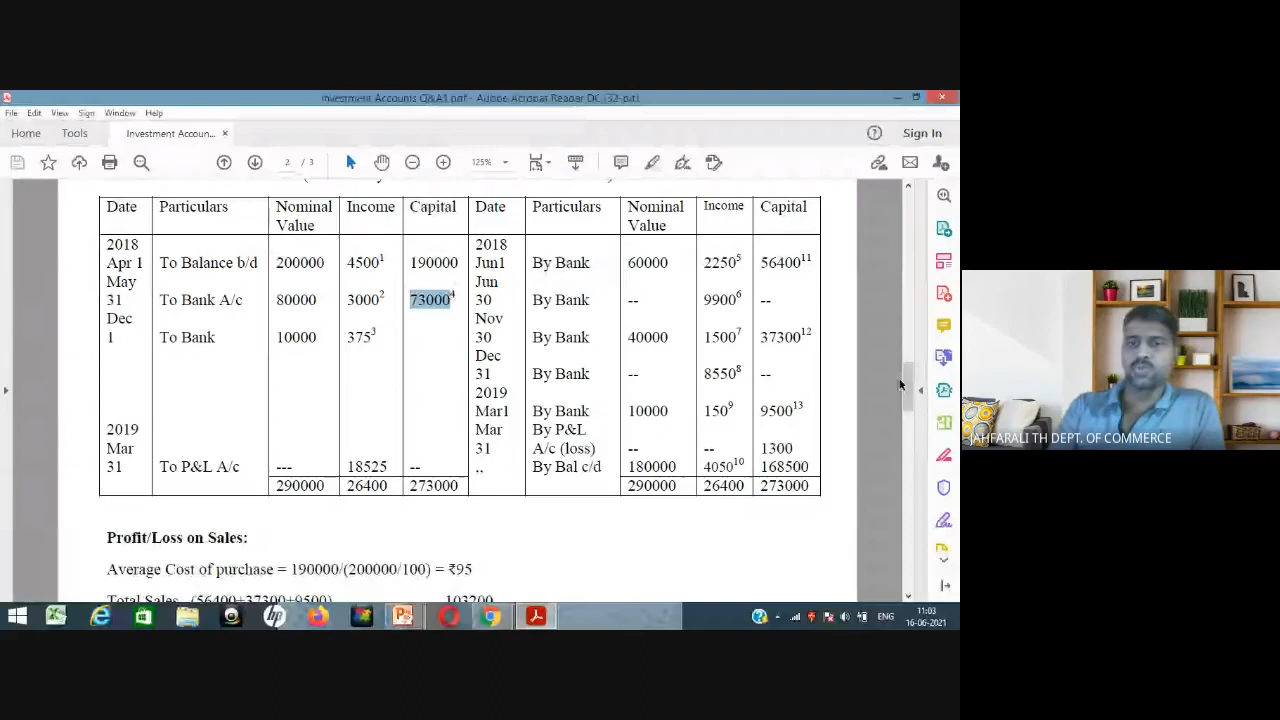 Investment Accounts Q&A1.pdf - Adobe Acrobat Reader DC (32-bit)
File Edit View Sign Window Help
Home Tools Investment Accoun... × Sign In
2 / 3 125%
Date Particulars Nominal Income Capital Date Particulars Nominal Income Capital
Value Value
2018 2018
Apr 1 To Balance b/d 200000 4500¹ 190000 Jun1 By Bank 60000 2250⁵ 56400¹¹
May Jun
31 To Bank A/c 80000 3000² 73000⁴ 30 By Bank -- 9900⁶ --
Dec Nov
1 To Bank 10000 375³ 30 By Bank 40000 1500⁷ 37300¹²
Dec
31 By Bank -- 8550⁸ --
2019
Mar1 By Bank 10000 150⁹ 9500¹³
2019 Mar By P&L
Mar 31 A/c (loss) -- -- 1300
31 To P&L A/c --- 18525 -- ,, By Bal c/d 180000 4050¹⁰ 168500
290000 26400 273000 290000 26400 273000
Profit/Loss on Sales:
Average Cost of purchase = 190000/(200000/100) = ₹95
Total Sales (56400+37300+9500) 103200
JAHFARALI TH DEPT. OF COMMERCE
ENG
11:03
16-06-2021